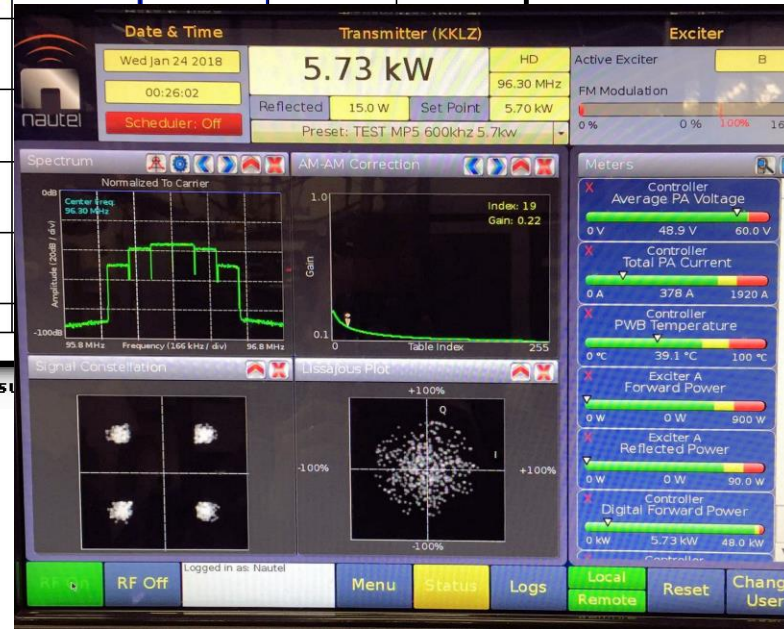 Date & Time
Wed Jan 24 2018
00:26:02
Scheduler: Off
nautel
Transmitter (KKLZ)
5.73 kW
HD
96.30 MHz
Reflected
15.0 W
Set Point
5.70 kW
Preset: TEST MP5 600khz 5.7kw
Exciter
Active Exciter
B
FM Modulation
0 %
0 %
100%
16
Spectrum
Normalized To Carrier
0dB
Center Freq.
96.30 MHz
Amplitude (20dB / div)
-100dB
95.8 MHz
Frequency (166 kHz / div)
96.8 MHz
AM-AM Correction
1.0
Index: 19
Gain: 0.22
Gain
0.1
0
Table Index
255
Meters
Controller
Average PA Voltage
0 V
48.9 V
60.0 V
Controller
Total PA Current
0 A
378 A
1920 A
Controller
PWB Temperature
0 °C
39.1 °C
100 °C
Exciter A
Forward Power
0 W
0 W
900 W
Exciter A
Reflected Power
0 W
0 W
90.0 W
Controller
Digital Forward Power
0 kW
5.73 kW
48.0 kW
Controller
Signal Constellation
Lissajous Plot
+100%
Q
I
-100%
+100%
-100%
RF On
RF Off
Logged in as: Nautel
Menu
Status
Logs
Local
Remote
Reset
Chang
User